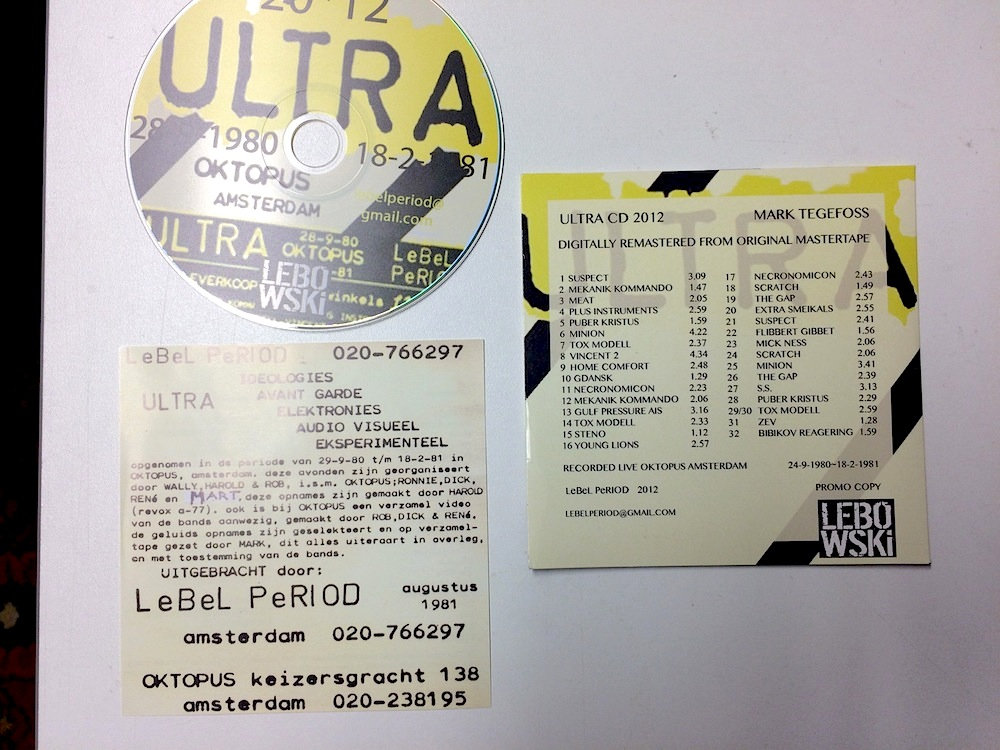 20-12
ULTRA
1980
18-2- 81
OKTOPUS
AMSTERDAM
gmail.com
ULTRA 28-9-80 OKTOPUS -81 LeBeL PeRI
VERKOOP
LEBO
WSKi
inkels
LeBeL PeRIOD 020-766297
IDEOLOGIES
ULTRA AVANT GARDE
ELEKTRONIES
AUDIO VISUEEL
EKSPERIMENTEEL
opgenomen in de periode van 29-9-80 t/m 18-2-81 in
OKTOPUS, amsterdam, deze avonden zijn georganiseert
door WALLY, HAROLD & ROB, i.s.m. OKTOPUS;RONNIE,DICK,
RENé en MART, deze opnames zijn gemaakt door HAROLD
(revox a-77). ook is bij OKTOPUS een verzamel video
van de bands aanwezig, gemaakt door ROB,DICK & RENé.
de geluids opnames zijn geselekteert en op verzamel-
tape gezet door MARK, dit alles uiteraart in overleg,
en met toestemming van de bands.
UITGEBRACHT door:
LeBeL PeRIOD augustus
1981
amsterdam 020-766297
OKTOPUS keizersgracht 138
amsterdam 020-238195
ULTRA
ULTRA CD 2012 MARK TEGEFOSS
DIGITALLY REMASTERED FROM ORIGINAL MASTERTAPE
1 SUSPECT 3.09 17 NECRONOMICON 2.43
2 MEKANIK KOMMANDO 1.47 18 SCRATCH 1.49
3 MEAT 2.05 19 THE GAP 2.57
4 PLUS INSTRUMENTS 2.59 20 EXTRA SMEIKALS 2.55
5 PUBER KRISTUS 1.59 21 SUSPECT 2.41
6 MINION 4.22 22 FLIBBERT GIBBET 1.56
7 TOX MODELL 2.37 23 MICK NESS 2.06
8 VINCENT 2 4.34 24 SCRATCH 2.06
9 HOME COMFORT 2.48 25 MINION 3.41
10 GDANSK 1.29 26 THE GAP 2.39
11 NECRONOMICON 2.23 27 S.S. 3.13
12 MEKANIK KOMMANDO 2.06 28 PUBER KRISTUS 2.29
13 GULF PRESSURE AIS 3.16 29/30 TOX MODELL 2.59
14 TOX MODELL 2.33 31 ZEV 1.28
15 STENO 1.12 32 BIBIKOV REAGERING 1.59
16 YOUNG LIONS 2.57
RECORDED LIVE OKTOPUS AMSTERDAM 24-9-1980-18-2-1981
LeBeL PeRIOD 2012 PROMO COPY
LEBELPERIOD@GMAIL.COM
LEBO
WSKi